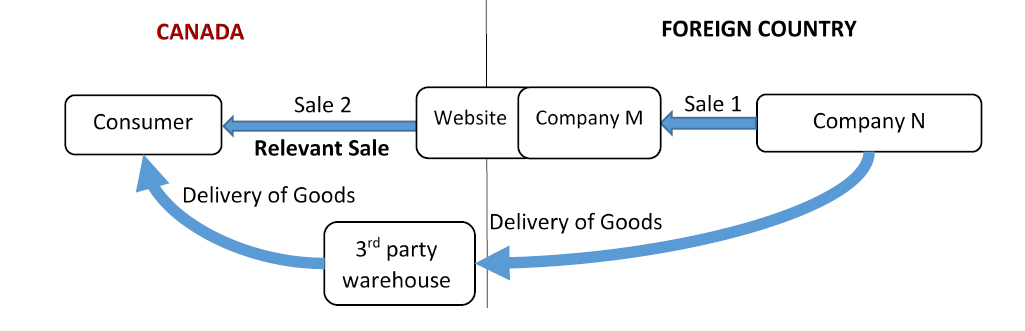 CANADA
FOREIGN COUNTRY
Sale 2
Sale 1
Consumer
Website
Company M
Company N
Relevant Sale
Delivery of Goods
Delivery of Goods
3rd party
warehouse